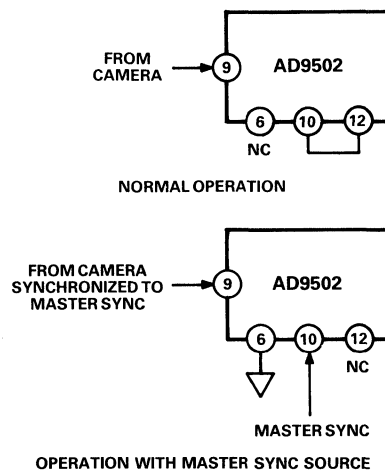 FROM
CAMERA
9
AD9502
6
10
12
NC
NORMAL OPERATION
FROM CAMERA
SYNCHRONIZED TO
MASTER SYNC
9
AD9502
6
10
12
NC
MASTER SYNC
OPERATION WITH MASTER SYNC SOURCE